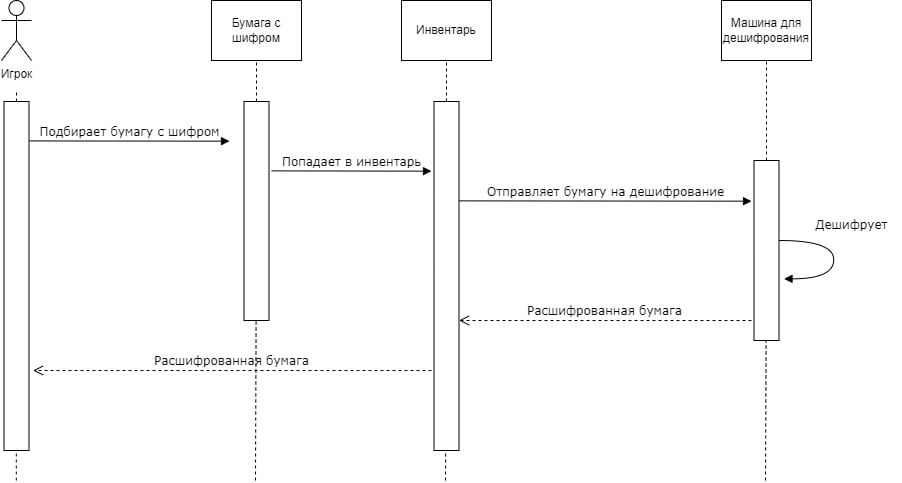 Игрок
Бумага с
шифром
Инвентарь
Машина для
дешифрования
Подбирает бумагу с шифром
Попадает в инвентарь
Отправляет бумагу на дешифрование
Дешифрует
Расшифрованная бумага
Расшифрованная бумага